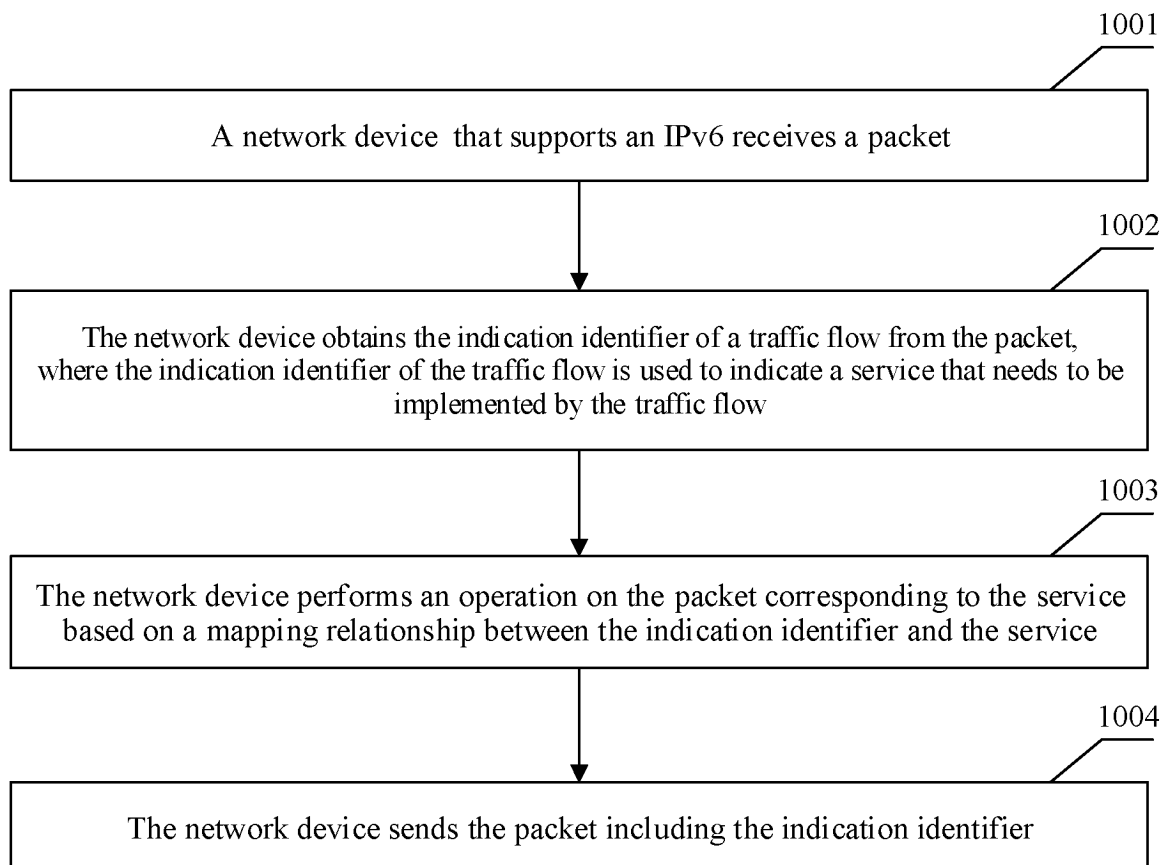 1001
A network device that supports an IPv6 receives a packet
1002
The network device obtains the indication identifier of a traffic flow from the packet,
where the indication identifier of the traffic flow is used to indicate a service that needs to be
implemented by the traffic flow
1003
The network device performs an operation on the packet corresponding to the service
based on a mapping relationship between the indication identifier and the service
1004
The network device sends the packet including the indication identifier